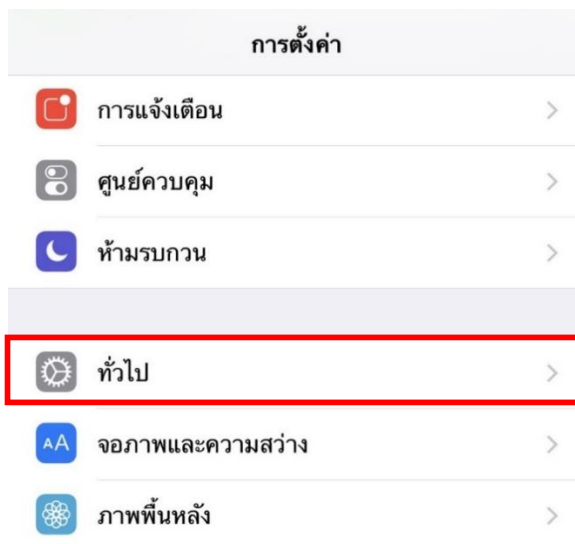 การตั้งค่า
การแจ้งเตือน
ศูนย์ควบคุม
ห้ามรบกวน
ทั่วไป
AA
จอภาพและความสว่าง
ภาพพื้นหลัง